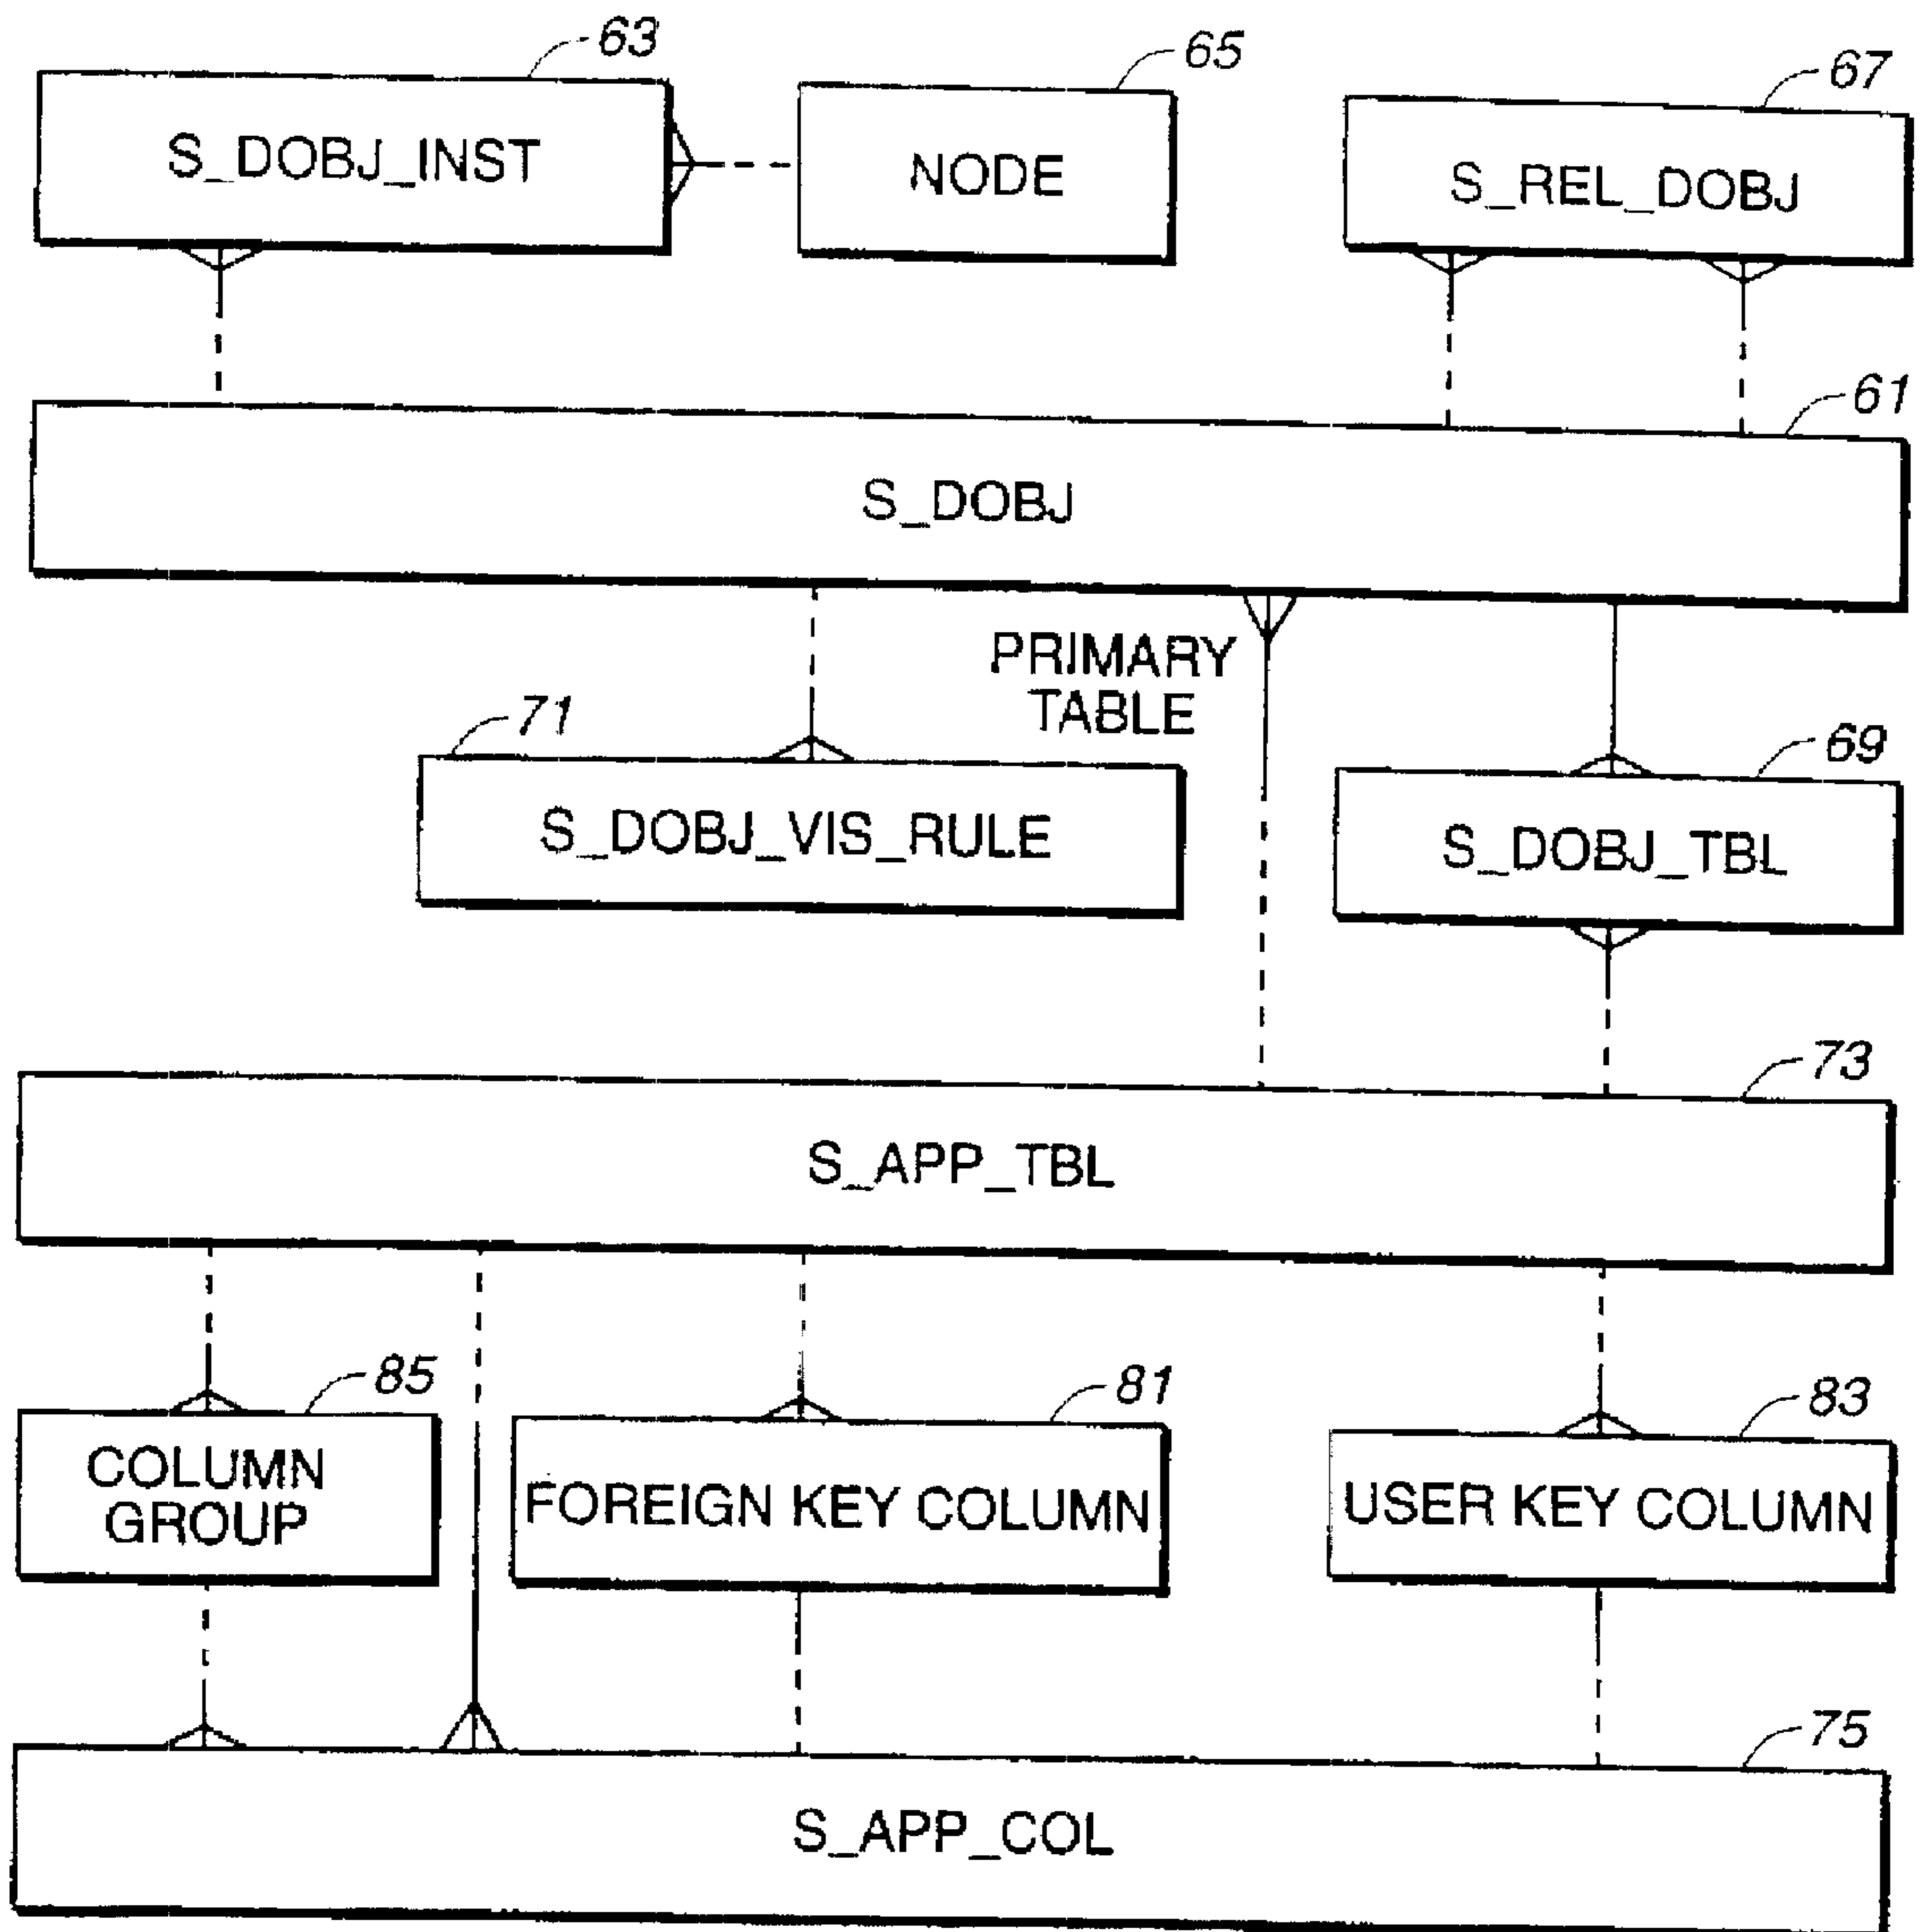 63
65
67
S_DOBJ_INST
NODE
S_REL_DOBJ
61
S_DOBJ
PRIMARY
TABLE
71
69
S_DOBJ_VIS_RULE
S_DOBJ_TBL
73
S_APP_TBL
85
81
83
COLUMN
GROUP
FOREIGN KEY COLUMN
USER KEY COLUMN
75
S_APP_COL